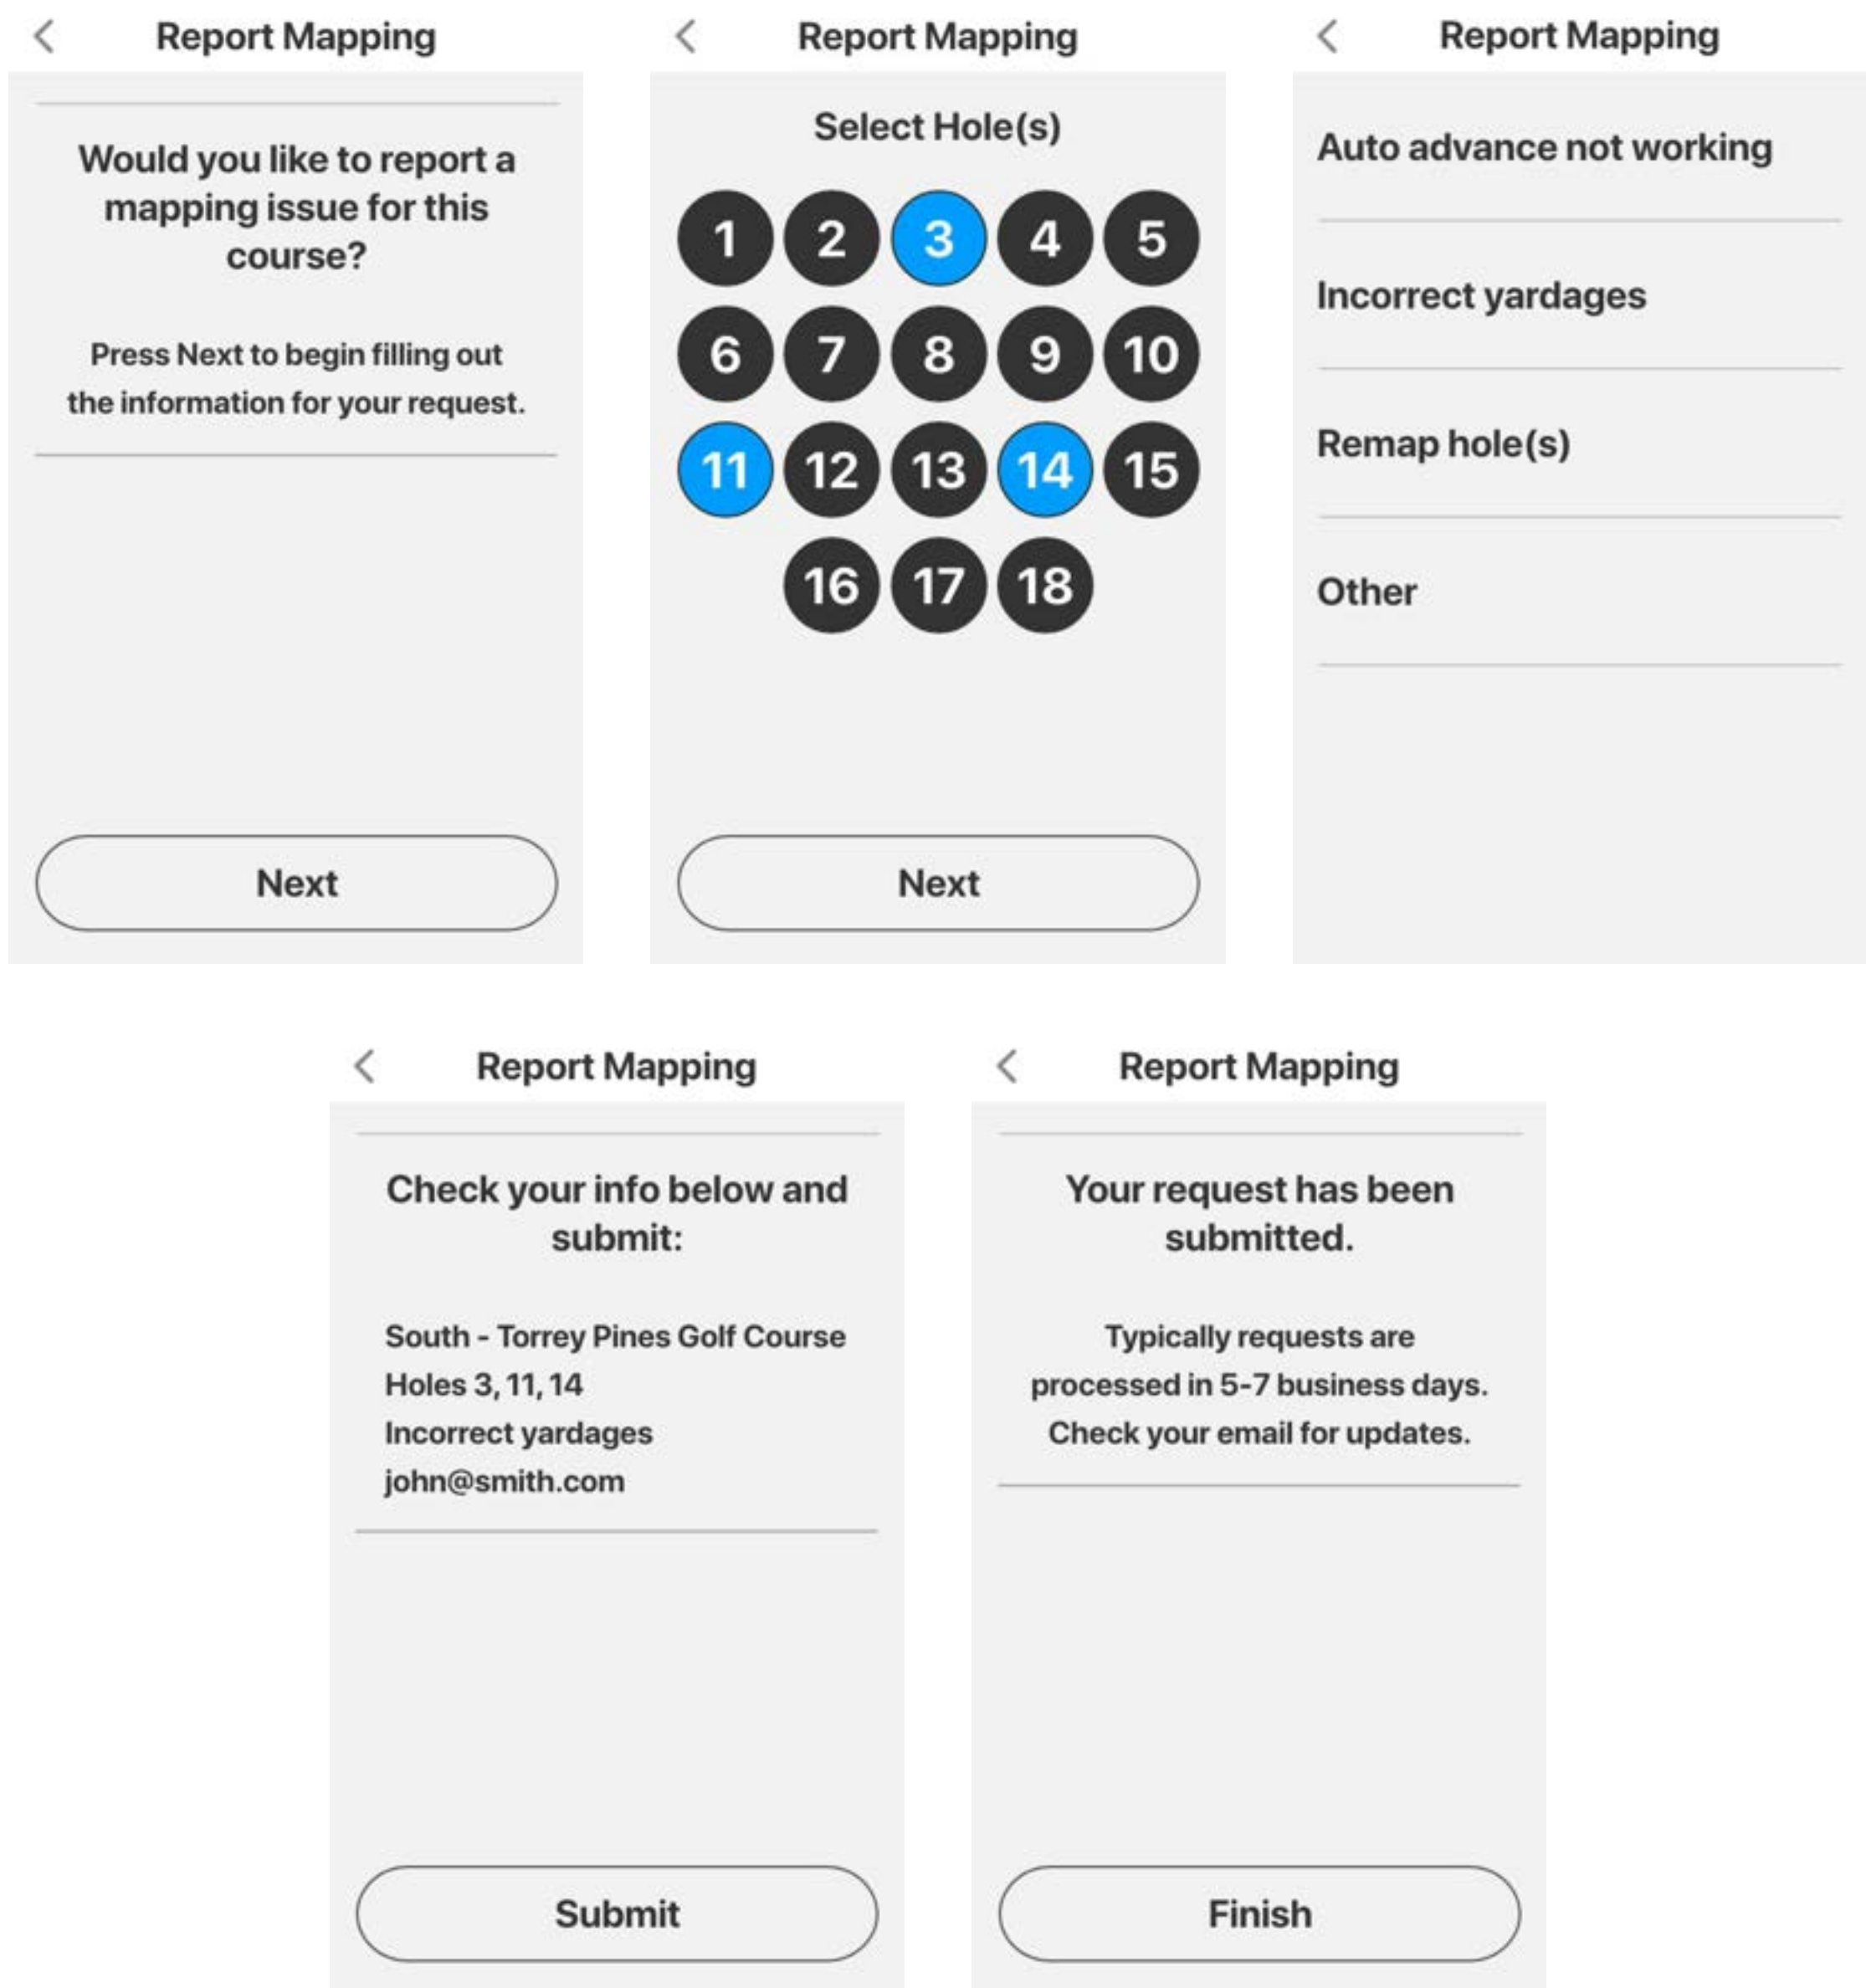 Report Mapping
Would you like to report a
mapping issue for this
course?
Press Next to begin filling out
the information for your request.
Next
Report Mapping
Select Hole(s)
1 2 3 4 5
6 7 8 9 10
11 12 13 14 15
16 17 18
Next
Report Mapping
Auto advance not working
Incorrect yardages
Remap hole(s)
Other
Report Mapping
Check your info below and
submit:
South - Torrey Pines Golf Course
Holes 3, 11, 14
Incorrect yardages
john@smith.com
Submit
Report Mapping
Your request has been
submitted.
Typically requests are
processed in 5-7 business days.
Check your email for updates.
Finish